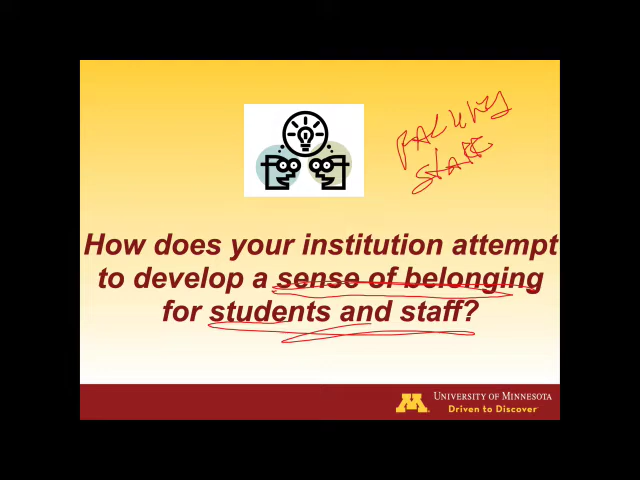 FACULTY
STAFF
How does your institution attempt
to develop a sense of belonging
for students and staff?
M UNIVERSITY OF MINNESOTA
Driven to Discover℠